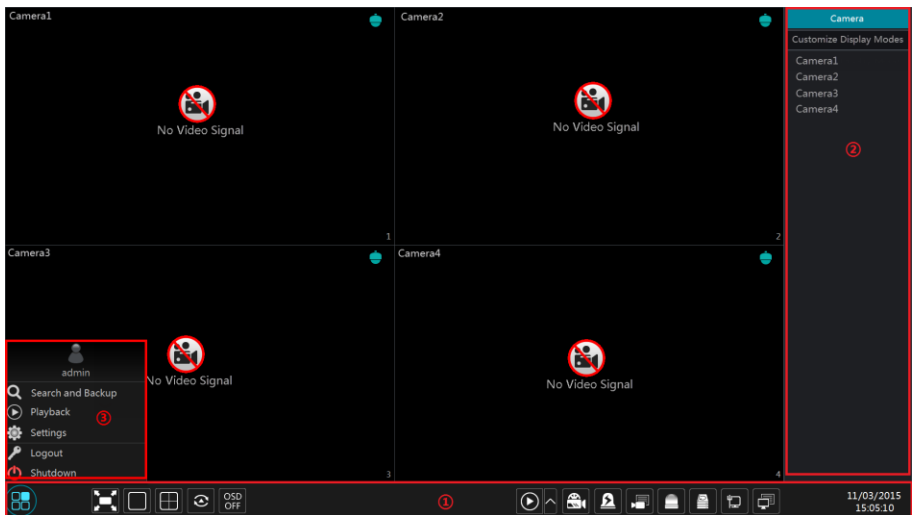 Camera1
Camera2
Camera
Customize Display Modes
Camera1
Camera2
Camera3
Camera4
②
No Video Signal
No Video Signal
1
2
Camera3
Camera4
No Video Signal
No Video Signal
3
4
admin
Search and Backup
Playback
③
Settings
Logout
Shutdown
OSD
OFF
①
11/03/2015
15:05:10